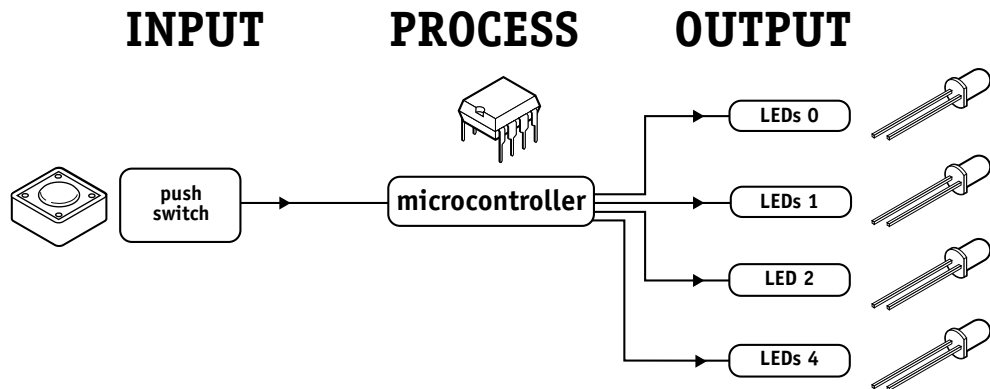 INPUT PROCESS OUTPUT
LEDs 0
push
switch
microcontroller
LEDs 1
LED 2
LEDs 4